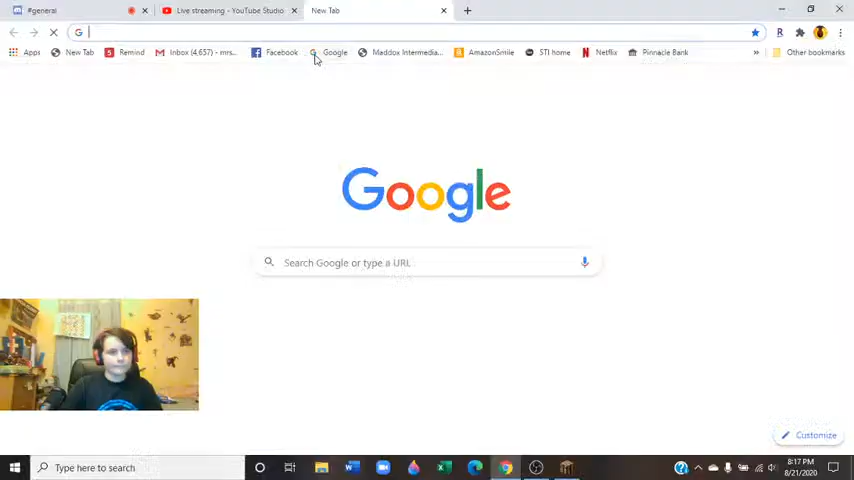 #general
Live streaming - YouTube Studio
New Tab
Apps
New Tab
Remind
Inbox (4,657) - mrs...
Facebook
Google
Maddox Intermedia...
AmazonSmile
STI home
Netflix
Pinnacle Bank
»
Other bookmarks
Google
Search Google or type a URL
Customize
Type here to search
8:17 PM
8/21/2020